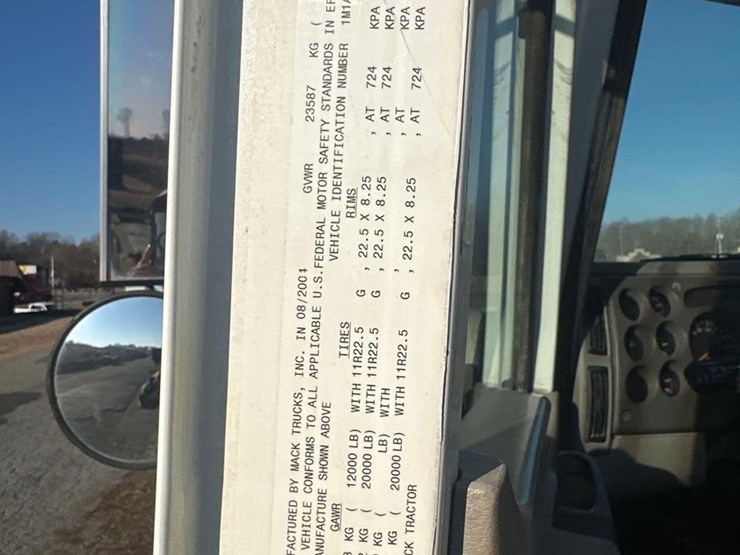 FACTURED BY MACK TRUCKS, INC. IN 08/2004 GVWR 23587 KG (
VEHICLE CONFORMS TO ALL APPLICABLE U.S. FEDERAL MOTOR SAFETY STANDARDS IN EF
ANUFACTURE SHOWN ABOVE VEHICLE IDENTIFICATION NUMBER 1M1A
GAWR TIRES RIMS
KG ( 12000 LB) WITH 11R22.5 G , 22.5 X 8.25 , AT 724 KPA
KG ( 20000 LB) WITH 11R22.5 G , 22.5 X 8.25 , AT 724 KPA
KG ( LB) WITH , , AT KPA
KG ( 20000 LB) WITH 11R22.5 G , 22.5 X 8.25 , AT 724 KPA
CK TRACTOR